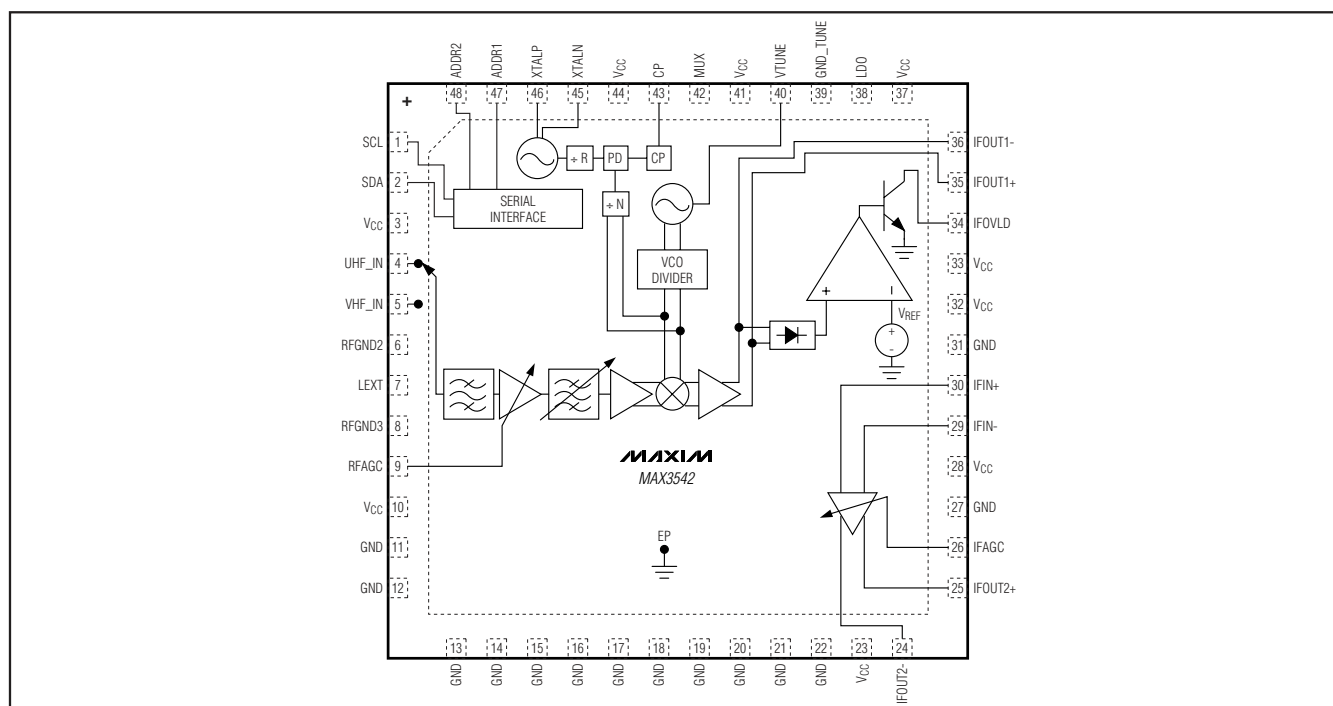 ADDR2
ADDR1
XTALP
XTALN
VCC
CP
MUX
VCC
VTUNE
GND_TUNE
LDO
VCC
+
48
47
46
45
44
43
42
41
40
39
38
37
SCL 1
SDA 2
VCC 3
UHF_IN 4
VHF_IN 5
RFGND2 6
LEXT 7
RFGND3 8
RFAGC 9
VCC 10
GND 11
GND 12
SERIAL
INTERFACE
÷ R
PD
CP
÷ N
VCO
DIVIDER
+
−
VREF
+
-
MAXIM
MAX3542
EP
36 IFOUT1-
35 IFOUT1+
34 IFOVLD
33 VCC
32 VCC
31 GND
30 IFIN+
29 IFIN-
28 VCC
27 GND
26 IFAGC
25 IFOUT2+
13
14
15
16
17
18
19
20
21
22
23
24
GND
GND
GND
GND
GND
GND
GND
GND
GND
GND
VCC
IFOUT2-